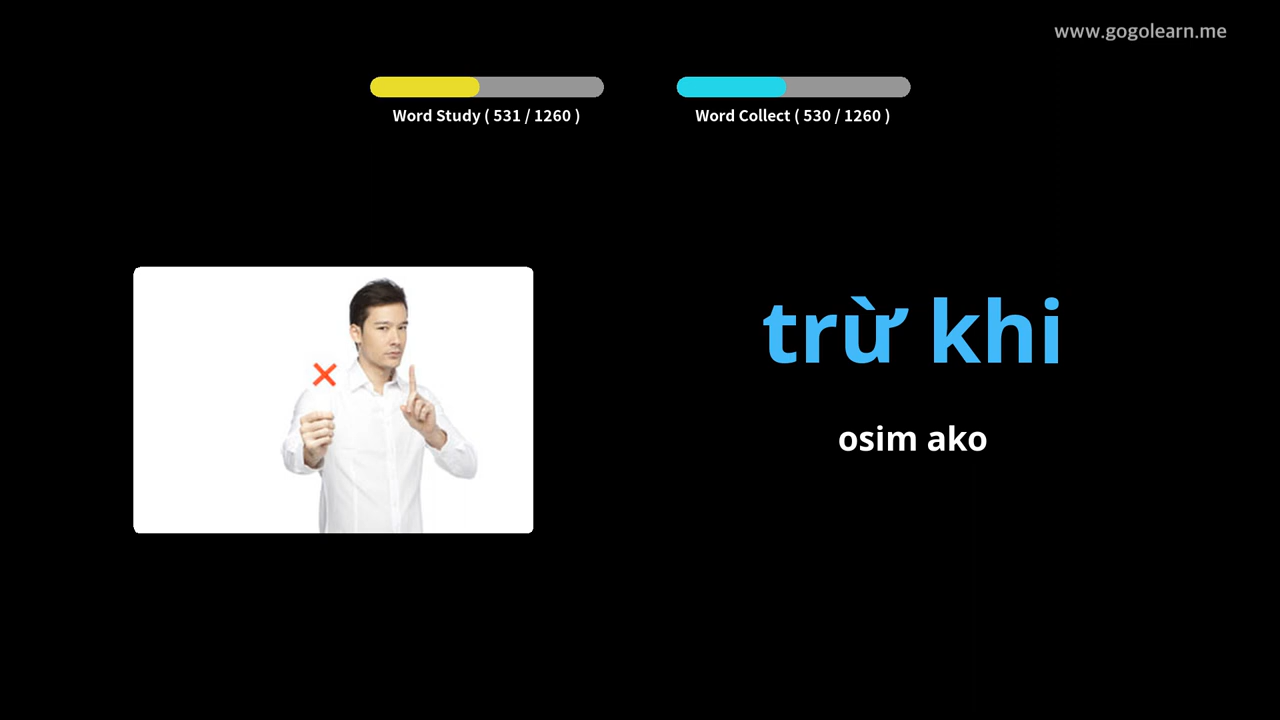 www.gogolearn.me
Word Study ( 531 / 1260 )
Word Collect ( 530 / 1260 )
trừ khi
osim ako